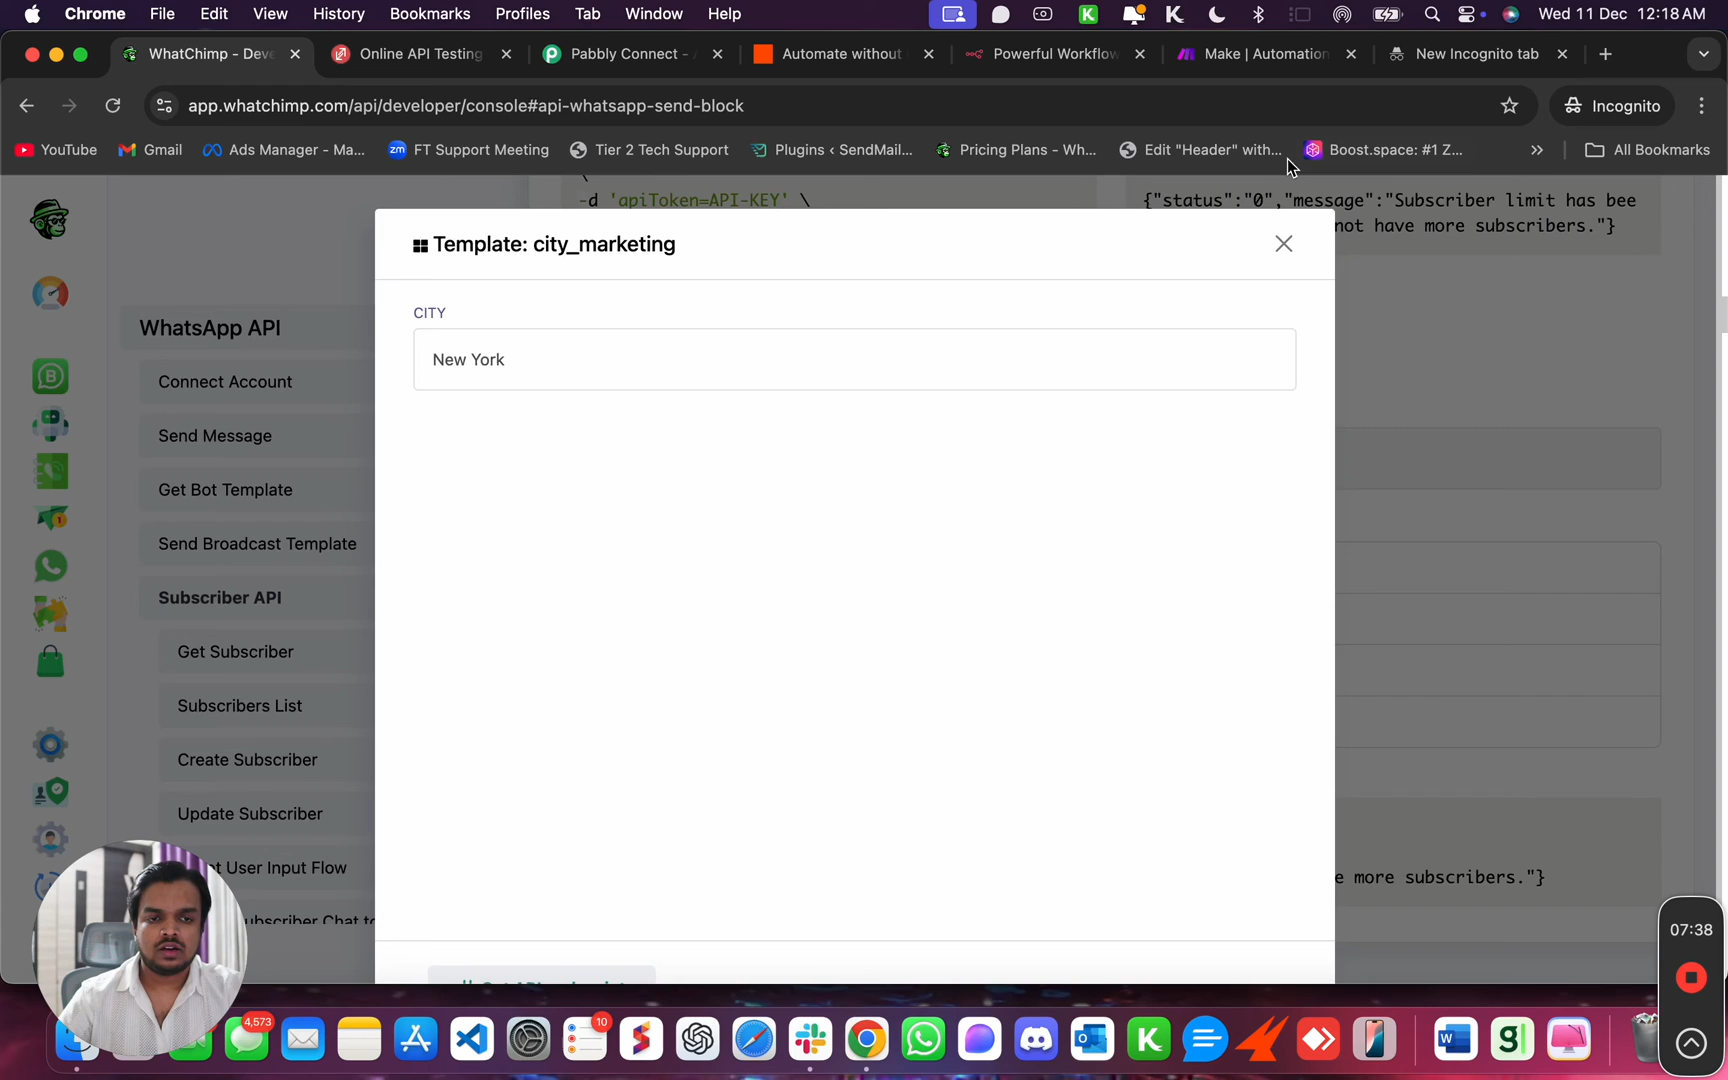 Chrome File Edit View History Bookmarks Profiles Tab Window Help Wed 11 Dec 12:18 AM
WhatChimp - Deve Online API Testing Pabbly Connect - A Automate without Powerful Workflow Make | Automation New Incognito tab
app.whatchimp.com/api/developer/console#api-whatsapp-send-block Incognito
YouTube Gmail Ads Manager - Ma... FT Support Meeting Tier 2 Tech Support Plugins ‹ SendMail... Pricing Plans - Wh... Edit "Header" with... Boost.space: #1 Z... » All Bookmarks
\
-d 'apiToken=API-KEY' \
{"status":"0","message":"Subscriber limit has bee
not have more subscribers."}
Template: city_marketing
CITY
New York
WhatsApp API
Connect Account
Send Message
Get Bot Template
Send Broadcast Template
Subscriber API
Get Subscriber
Subscribers List
Create Subscriber
Update Subscriber
User Input Flow
Chat to
e more subscribers."}
1
07:38
4,573
10